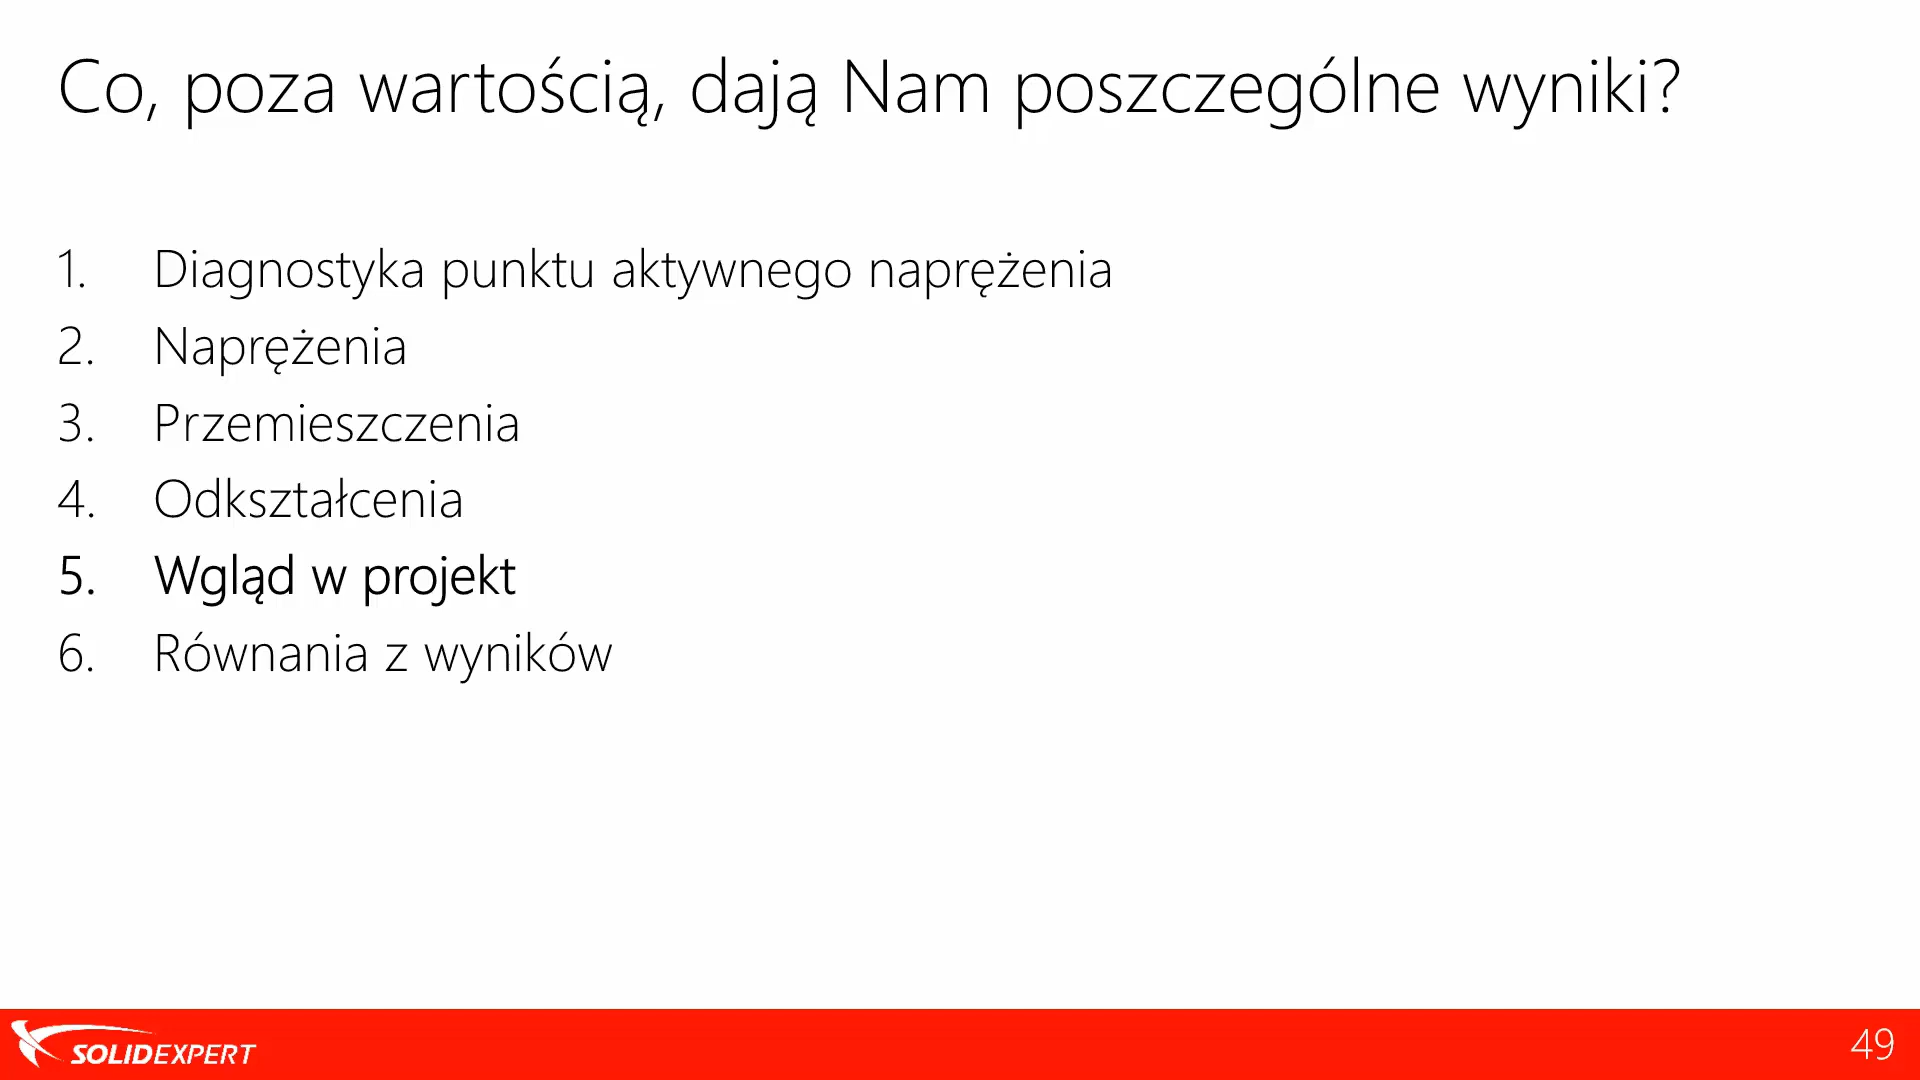 Co, poza wartością, dają Nam poszczególne wyniki?
1. Diagnostyka punktu aktywnego naprężenia
2. Naprężenia
3. Przemieszczenia
4. Odkształcenia
5. Wgląd w projekt
6. Równania z wyników
SOLIDEXPERT
49